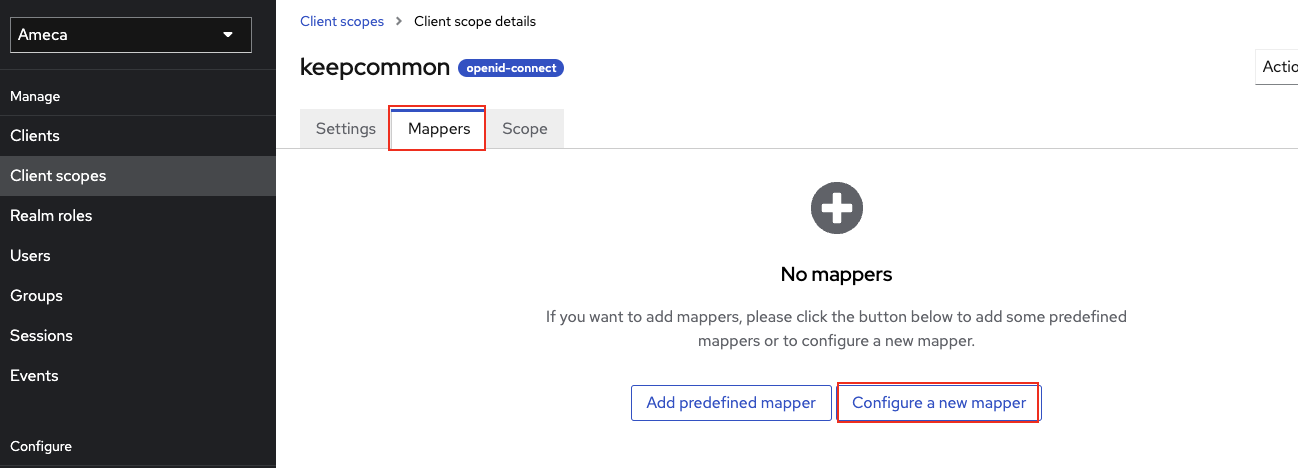 Ameca
Manage
Clients
Client scopes
Realm roles
Users
Groups
Sessions
Events
Configure
Client scopes > Client scope details
keepcommon openid-connect
Actio
Settings Mappers Scope
No mappers
If you want to add mappers, please click the button below to add some predefined
mappers or to configure a new mapper.
Add predefined mapper Configure a new mapper